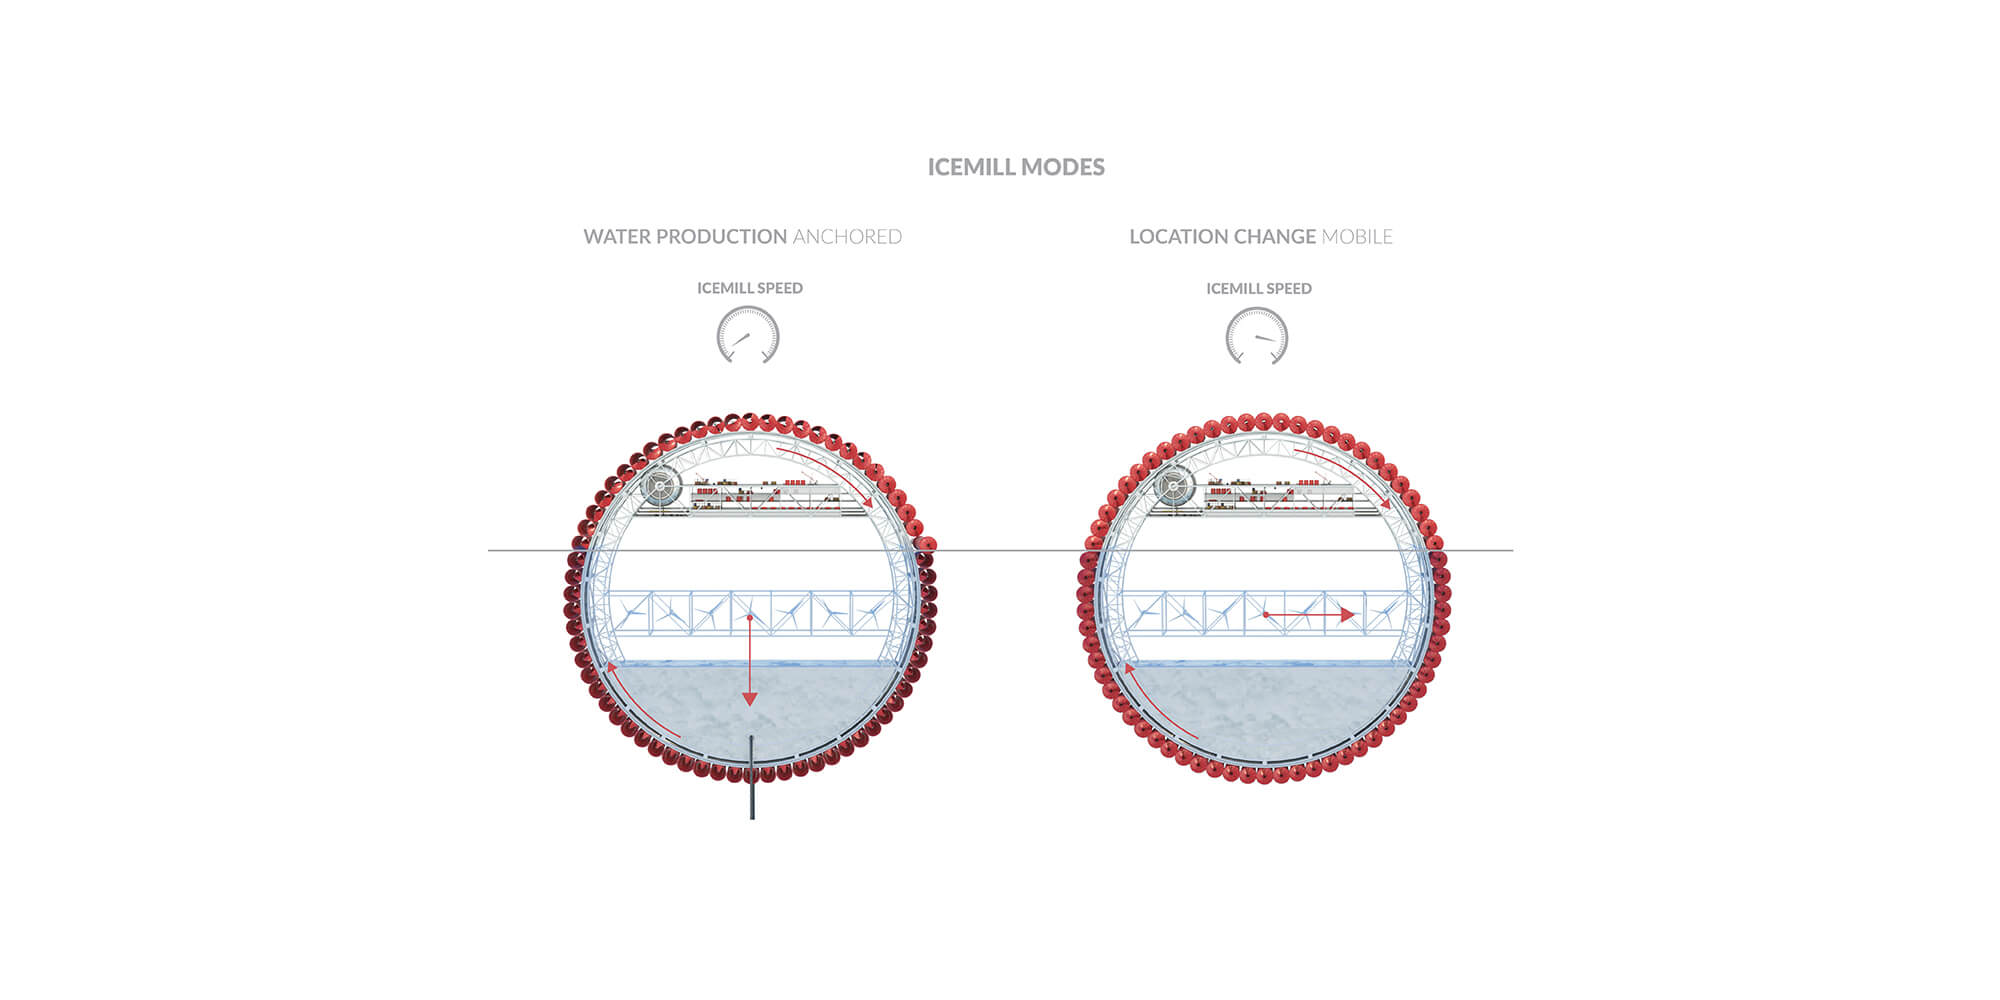 ICEMILL MODES
WATER PRODUCTION ANCHORED
LOCATION CHANGE MOBILE
ICEMILL SPEED
ICEMILL SPEED